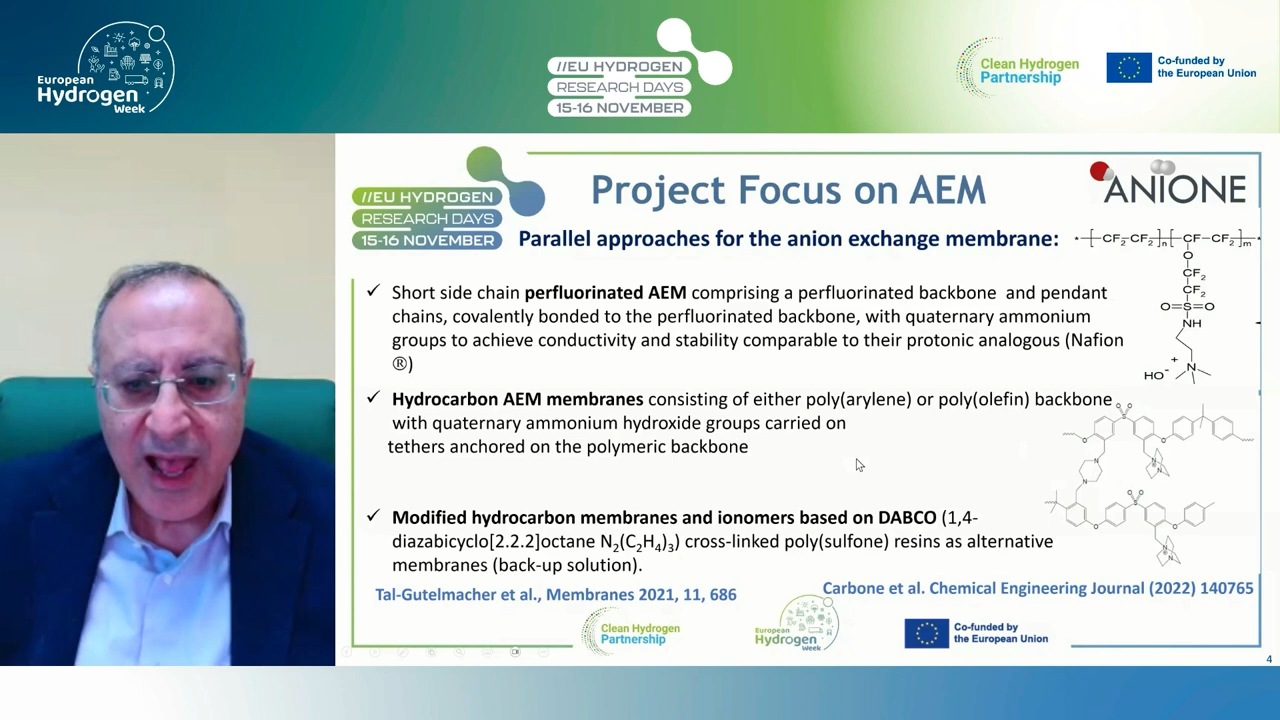 European
Hydrogen
Week
//EU HYDROGEN
RESEARCH DAYS
15-16 NOVEMBER
Clean Hydrogen
Partnership
Co-funded by
the European Union
//EU HYDROGEN
RESEARCH DAYS
15-16 NOVEMBER
Project Focus on AEM
ANIONE
Parallel approaches for the anion exchange membrane:
*-[-CF₂-CF₂-]n-[-CF-CF₂-]m-*
O
CF₂
CF₂
O=S=O
NH
+
N
HO⁻
✓ Short side chain perfluorinated AEM comprising a perfluorinated backbone and pendant
chains, covalently bonded to the perfluorinated backbone, with quaternary ammonium
groups to achieve conductivity and stability comparable to their protonic analogous (Nafion
®)
✓ Hydrocarbon AEM membranes consisting of either poly(arylene) or poly(olefin) backbone
with quaternary ammonium hydroxide groups carried on
tethers anchored on the polymeric backbone
✓ Modified hydrocarbon membranes and ionomers based on DABCO (1,4-
diazabicyclo[2.2.2]octane N₂(C₂H₄)₃) cross-linked poly(sulfone) resins as alternative
membranes (back-up solution).
Tal-Gutelmacher et al., Membranes 2021, 11, 686
Carbone et al. Chemical Engineering Journal (2022) 140765
Clean Hydrogen
Partnership
European
Hydrogen
Week
Co-funded by
the European Union
4